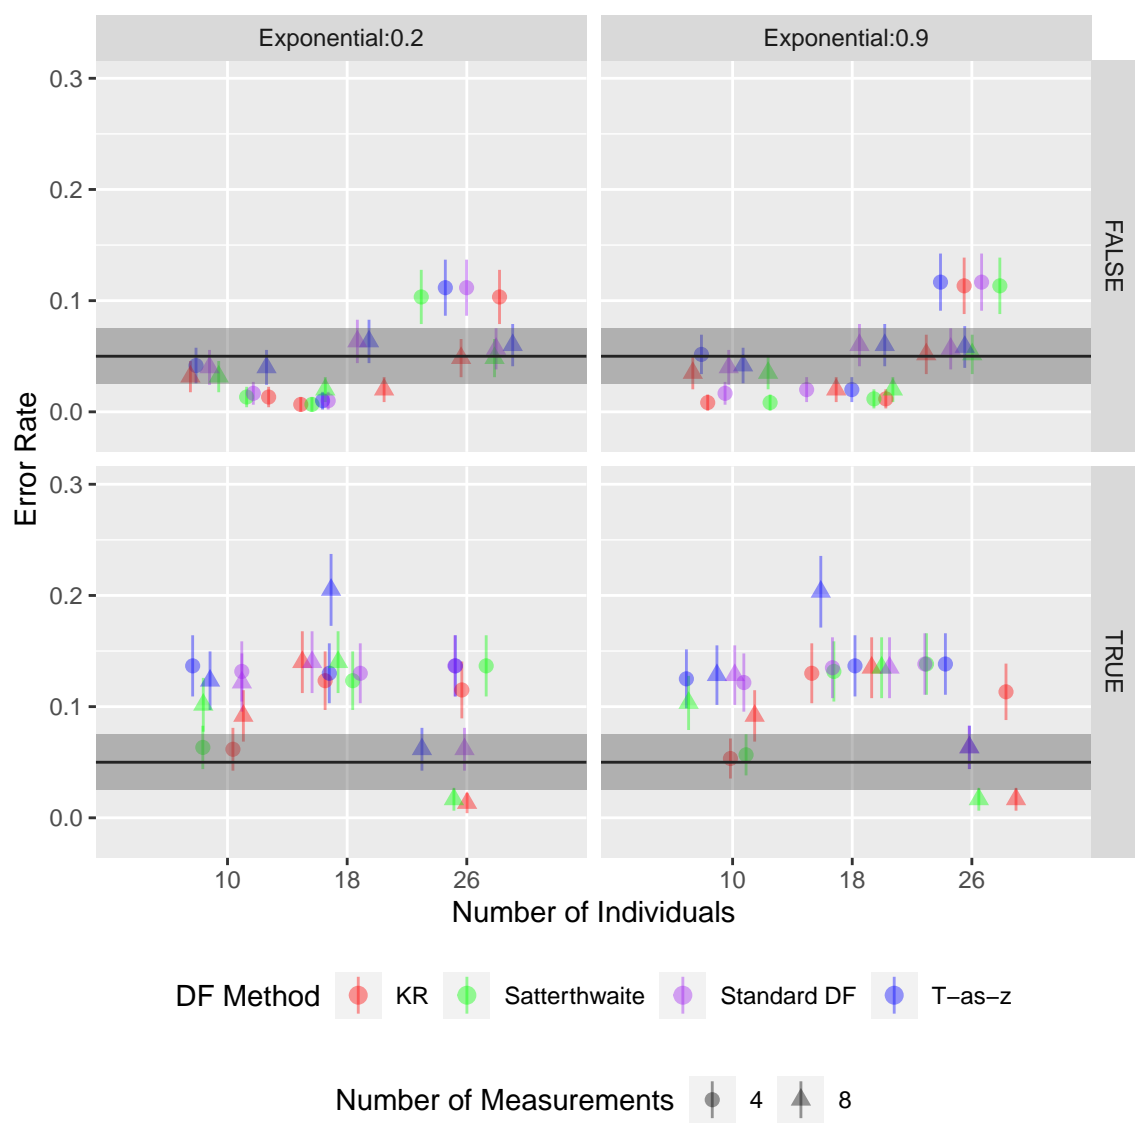 Exponential:0.2
Exponential:0.9
0.3
0.2
0.1
0.0
FALSE
0.3
0.2
0.1
0.0
TRUE
Error Rate
10 18 26
10 18 26
Number of Individuals
DF Method KR Satterthwaite Standard DF T−as−z
Number of Measurements 4 8